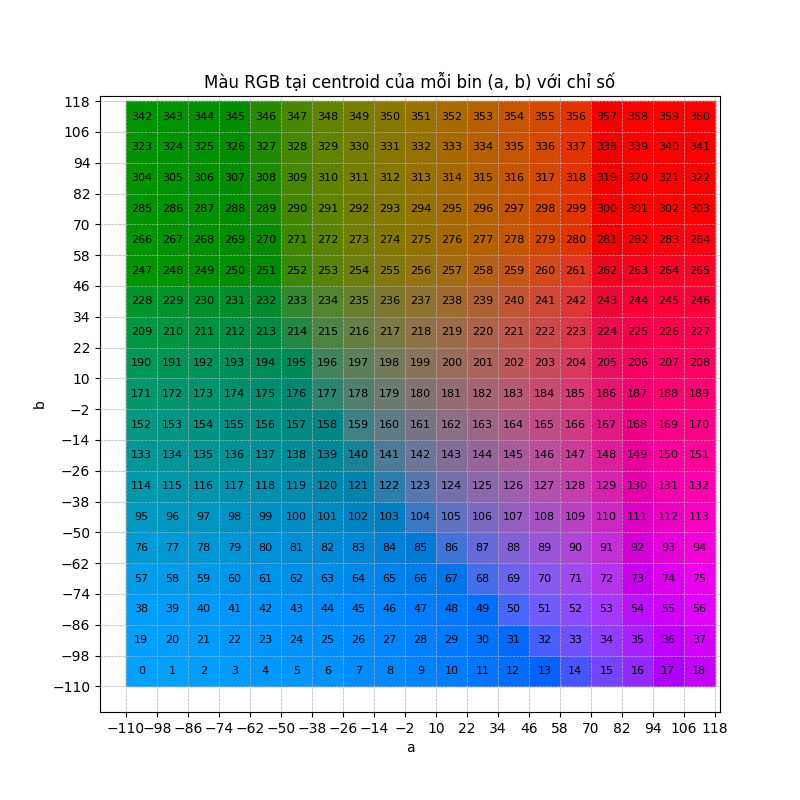 Màu RGB tại centroid của mỗi bin (a, b) với chỉ số
118 342 343 344 345 346 347 348 349 350 351 352 353 354 355 356 357 358 359 360
106 323 324 325 326 327 328 329 330 331 332 333 334 335 336 337 338 339 340 341
94 304 305 306 307 308 309 310 311 312 313 314 315 316 317 318 319 320 321 322
82 285 286 287 288 289 290 291 292 293 294 295 296 297 298 299 300 301 302 303
70 266 267 268 269 270 271 272 273 274 275 276 277 278 279 280 281 282 283 284
58 247 248 249 250 251 252 253 254 255 256 257 258 259 260 261 262 263 264 265
46 228 229 230 231 232 233 234 235 236 237 238 239 240 241 242 243 244 245 246
34 209 210 211 212 213 214 215 216 217 218 219 220 221 222 223 224 225 226 227
22 190 191 192 193 194 195 196 197 198 199 200 201 202 203 204 205 206 207 208
10 171 172 173 174 175 176 177 178 179 180 181 182 183 184 185 186 187 188 189
b
−2 152 153 154 155 156 157 158 159 160 161 162 163 164 165 166 167 168 169 170
−14 133 134 135 136 137 138 139 140 141 142 143 144 145 146 147 148 149 150 151
−26 114 115 116 117 118 119 120 121 122 123 124 125 126 127 128 129 130 131 132
−38 95 96 97 98 99 100 101 102 103 104 105 106 107 108 109 110 111 112 113
−50 76 77 78 79 80 81 82 83 84 85 86 87 88 89 90 91 92 93 94
−62 57 58 59 60 61 62 63 64 65 66 67 68 69 70 71 72 73 74 75
−74 38 39 40 41 42 43 44 45 46 47 48 49 50 51 52 53 54 55 56
−86 19 20 21 22 23 24 25 26 27 28 29 30 31 32 33 34 35 36 37
−98 0 1 2 3 4 5 6 7 8 9 10 11 12 13 14 15 16 17 18
−110
−110 −98 −86 −74 −62 −50 −38 −26 −14 −2 10 22 34 46 58 70 82 94 106 118
a